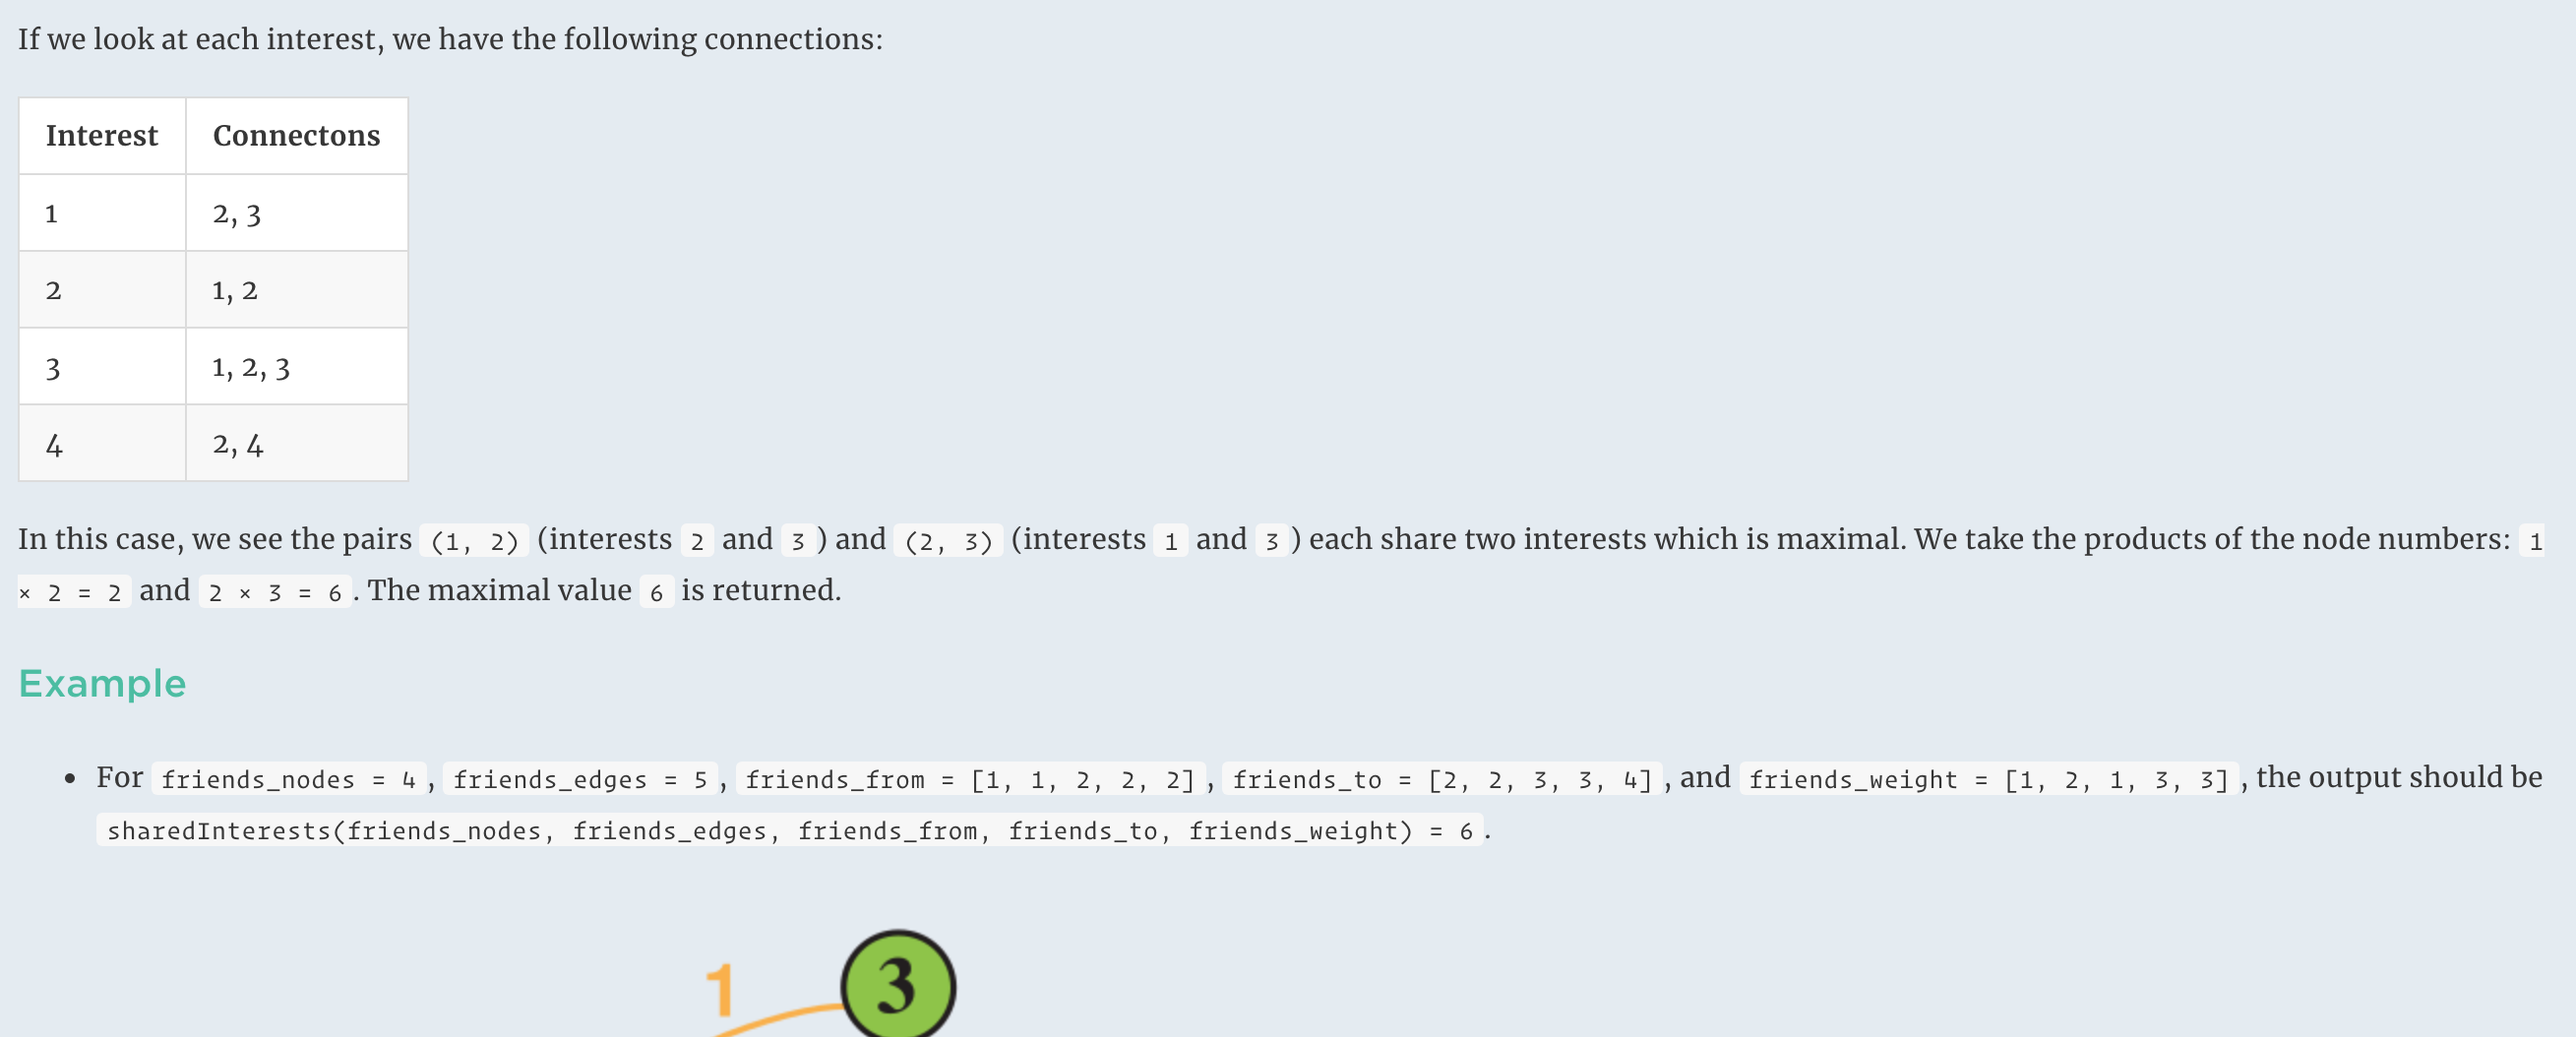 If we look at each interest, we have the following connections:
Interest Connectons
1 2, 3
2 1, 2
3 1, 2, 3
4 2, 4
In this case, we see the pairs (1, 2) (interests 2 and 3 ) and (2, 3) (interests 1 and 3 ) each share two interests which is maximal. We take the products of the node numbers: 1
× 2 = 2 and 2 × 3 = 6 . The maximal value 6 is returned.
Example
• For friends_nodes = 4 , friends_edges = 5 , friends_from = [1, 1, 2, 2, 2] , friends_to = [2, 2, 3, 3, 4] , and friends_weight = [1, 2, 1, 3, 3] , the output should be
sharedInterests(friends_nodes, friends_edges, friends_from, friends_to, friends_weight) = 6 .
3
1